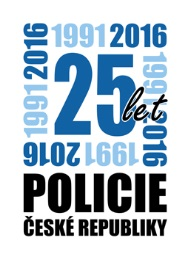 1991 2016
1991 2016
25 let
1991 2016
2016 1991
POLICIE
ČESKÉ REPUBLIKY